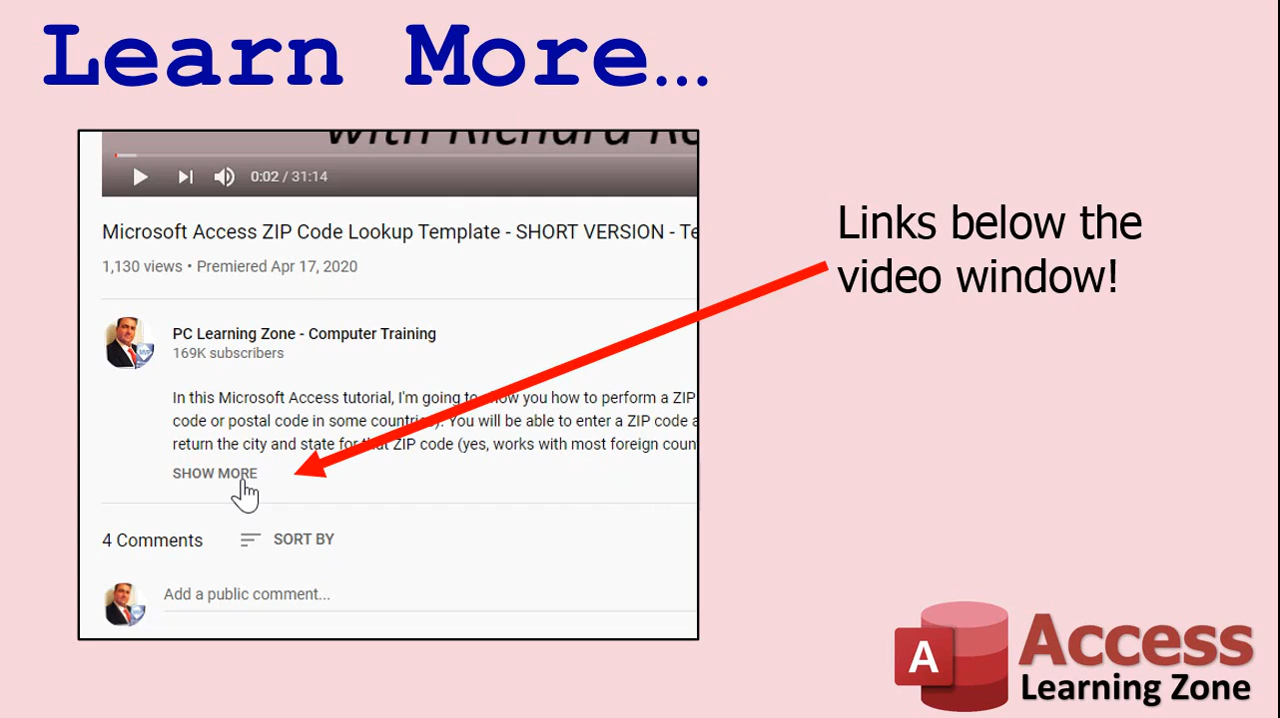 Learn More...
with Richard
0:02 / 31:14
Microsoft Access ZIP Code Lookup Template - SHORT VERSION - Te
1,130 views • Premiered Apr 17, 2020
PC Learning Zone - Computer Training
169K subscribers
In this Microsoft Access tutorial, I'm going to show you how to perform a ZIP
code or postal code in some countries). You will be able to enter a ZIP code a
return the city and state for that ZIP code (yes, works with most foreign coun
SHOW MORE
4 Comments
SORT BY
Add a public comment...
Links below the
video window!
A
Access
Learning Zone